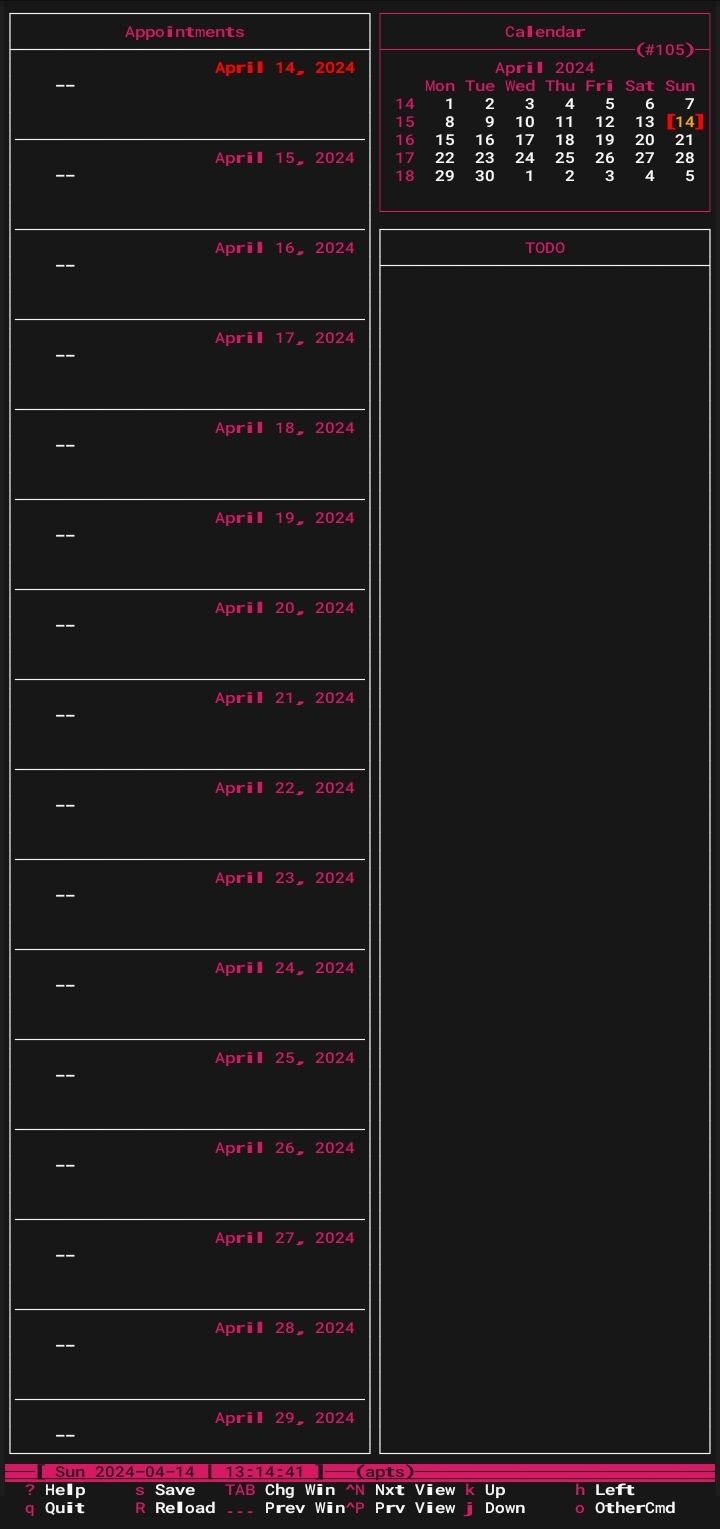 Appointments
April 14, 2024
--
April 15, 2024
--
April 16, 2024
--
April 17, 2024
--
April 18, 2024
--
April 19, 2024
--
April 20, 2024
--
April 21, 2024
--
April 22, 2024
--
April 23, 2024
--
April 24, 2024
--
April 25, 2024
--
April 26, 2024
--
April 27, 2024
--
April 28, 2024
--
April 29, 2024
--
Calendar
(#105)
April 2024
Mon Tue Wed Thu Fri Sat Sun
14 1 2 3 4 5 6 7
15 8 9 10 11 12 13 [14]
16 15 16 17 18 19 20 21
17 22 23 24 25 26 27 28
18 29 30 1 2 3 4 5
TODO
[ Sun 2024-04-14 | 13:14:41 ] (apts)
? Help s Save TAB Chg Win ^N Nxt View k Up h Left
q Quit R Reload ... Prev Win ^P Prv View j Down o OtherCmd